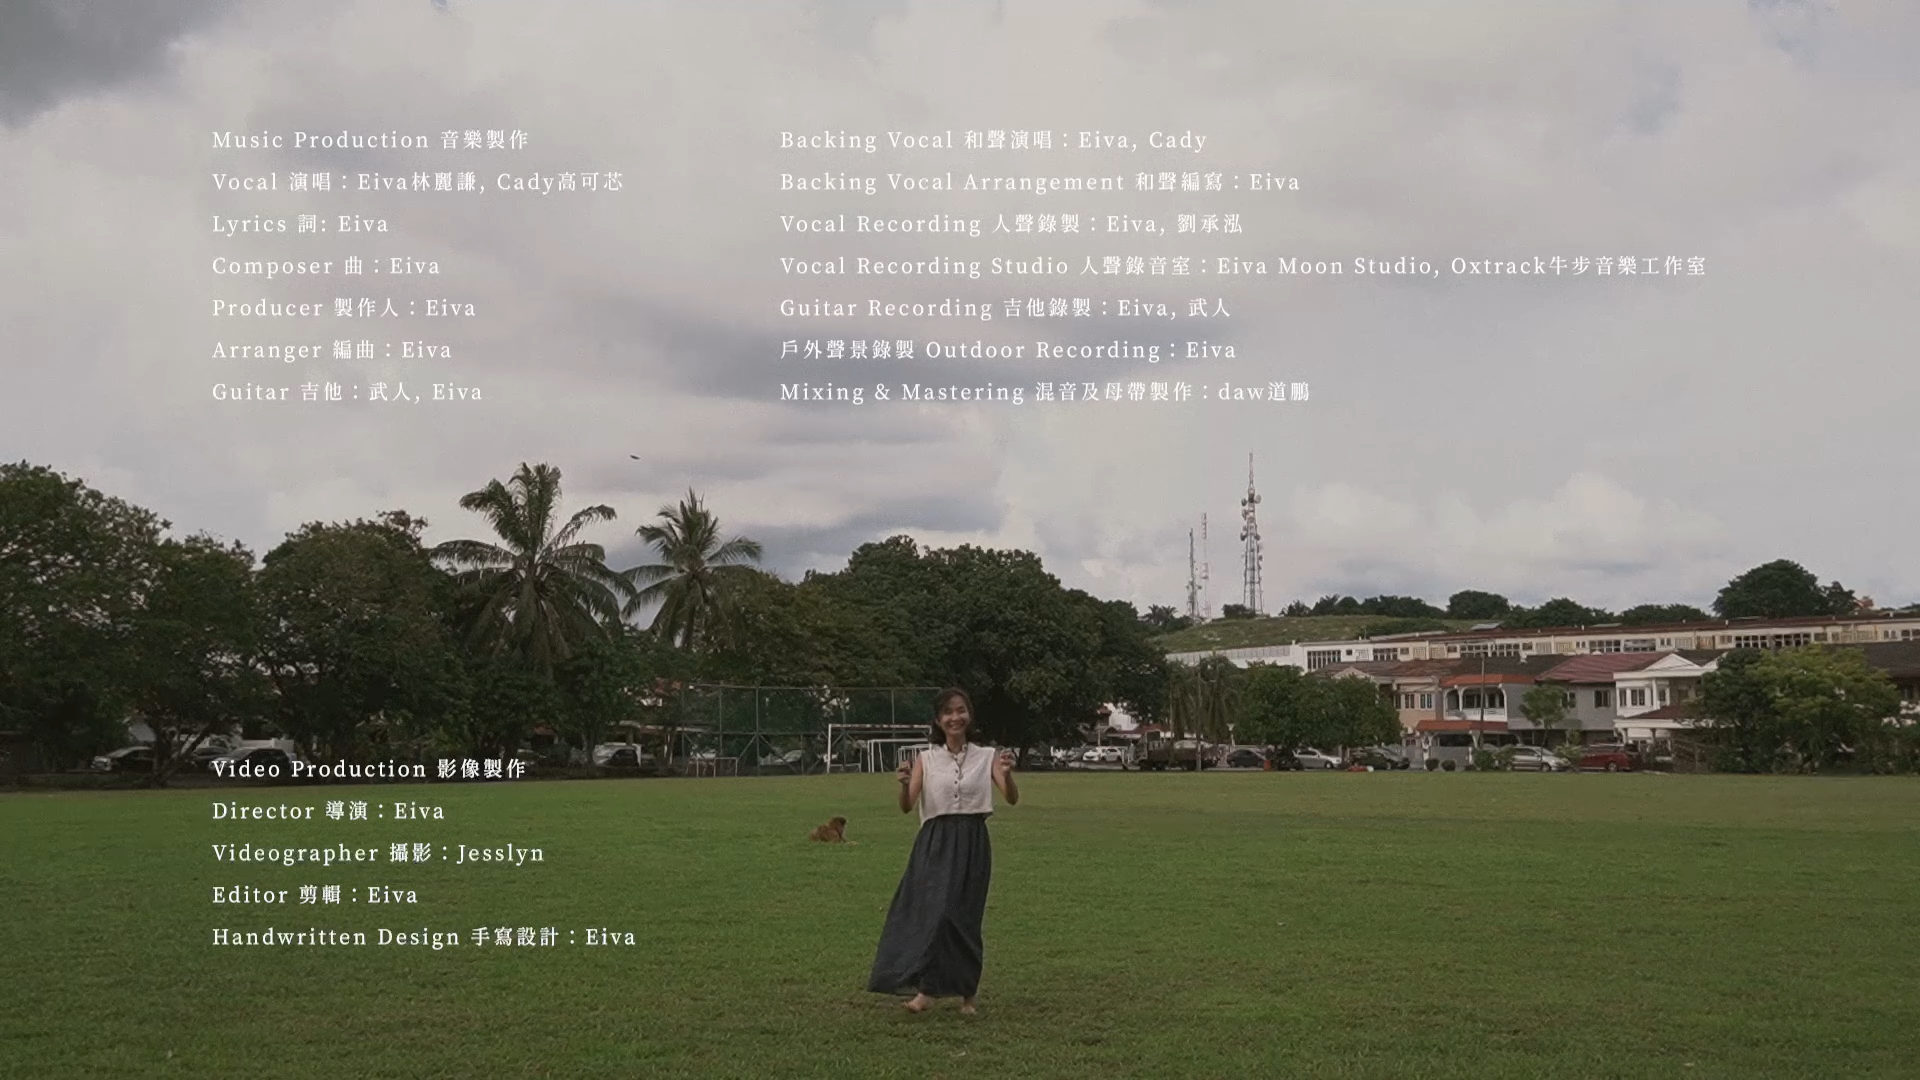 Music Production 音樂製作
Vocal 演唱：Eiva林麗謙, Cady高可芯
Lyrics 詞: Eiva
Composer 曲：Eiva
Producer 製作人：Eiva
Arranger 編曲：Eiva
Guitar 吉他：武人, Eiva
Backing Vocal 和聲演唱：Eiva, Cady
Backing Vocal Arrangement 和聲編寫：Eiva
Vocal Recording 人聲錄製：Eiva, 劉承泓
Vocal Recording Studio 人聲錄音室：Eiva Moon Studio, Oxtrack牛步音樂工作室
Guitar Recording 吉他錄製：Eiva, 武人
戶外聲景錄製 Outdoor Recording：Eiva
Mixing & Mastering 混音及母帶製作：daw道鵬
Video Production 影像製作
Director 導演：Eiva
Videographer 攝影：Jesslyn
Editor 剪輯：Eiva
Handwritten Design 手寫設計：Eiva